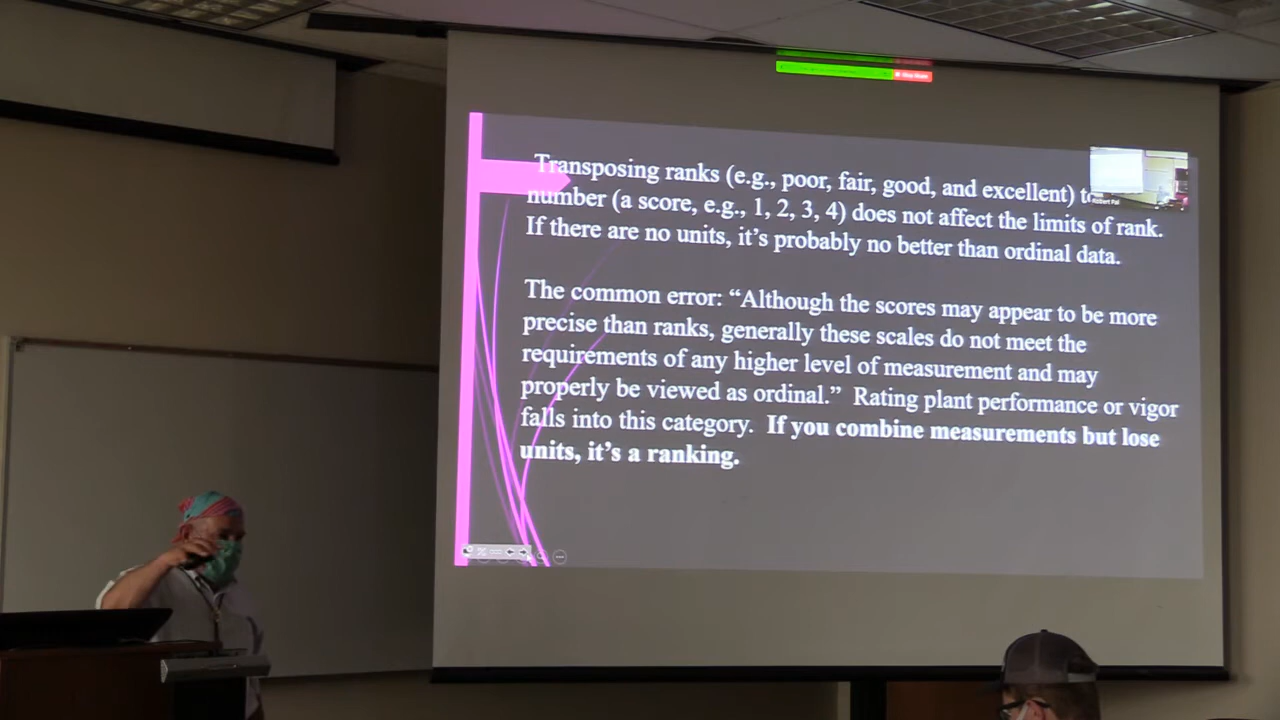 Transposing ranks (e.g., poor, fair, good, and excellent) to
number (a score, e.g., 1, 2, 3, 4) does not affect the limits of rank.
If there are no units, it's probably no better than ordinal data.
The common error: “Although the scores may appear to be more
precise than ranks, generally these scales do not meet the
requirements of any higher level of measurement and may
properly be viewed as ordinal.” Rating plant performance or vigor
falls into this category. If you combine measurements but lose
units, it's a ranking.